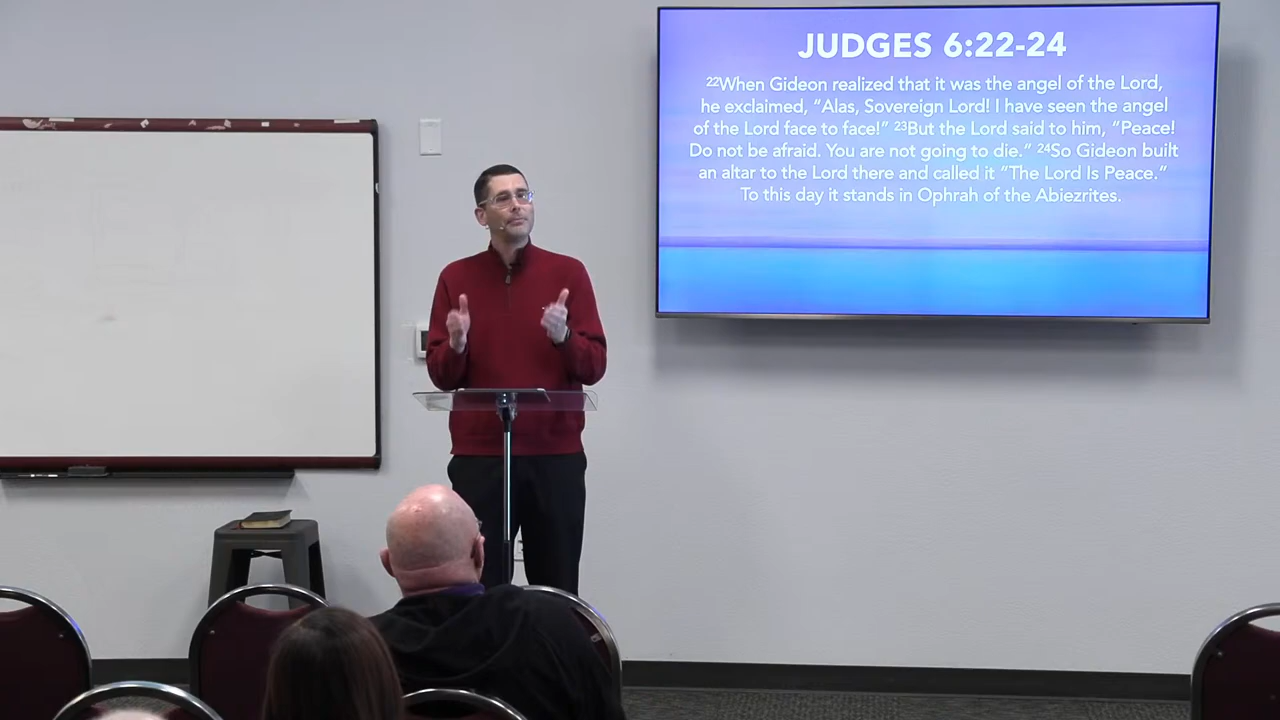 JUDGES 6:22-24
²²When Gideon realized that it was the angel of the Lord,
he exclaimed, “Alas, Sovereign Lord! I have seen the angel
of the Lord face to face!” ²³But the Lord said to him, “Peace!
Do not be afraid. You are not going to die.” ²⁴So Gideon built
an altar to the Lord there and called it “The Lord Is Peace.”
To this day it stands in Ophrah of the Abiezrites.